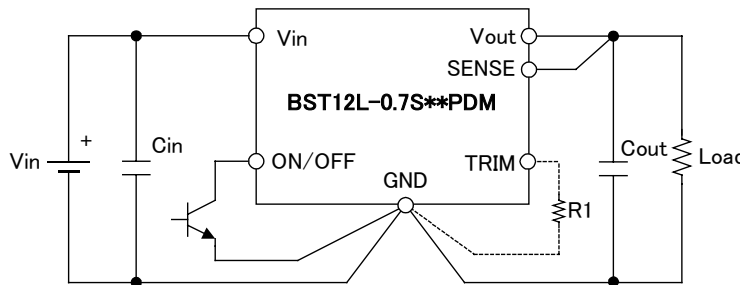 Vin
Vout
SENSE
BST12L-0.7S**PDM
+
Vin
Cin
ON/OFF
TRIM
GND
R1
Cout
Load